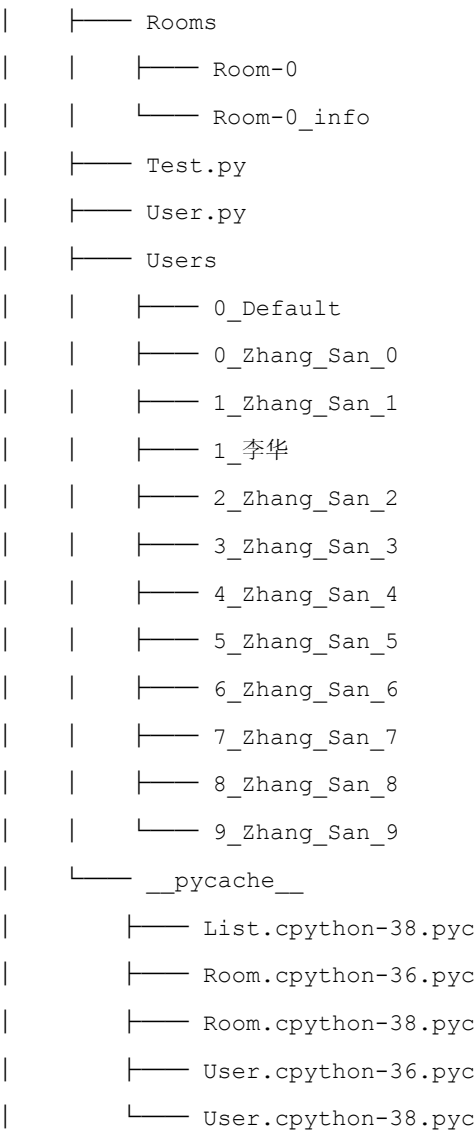 │ ├── Rooms
│ │ ├── Room-0
│ │ └── Room-0_info
│ ├── Test.py
│ ├── User.py
│ ├── Users
│ │ ├── 0_Default
│ │ ├── 0_Zhang_San_0
│ │ ├── 1_Zhang_San_1
│ │ ├── 1_李华
│ │ ├── 2_Zhang_San_2
│ │ ├── 3_Zhang_San_3
│ │ ├── 4_Zhang_San_4
│ │ ├── 5_Zhang_San_5
│ │ ├── 6_Zhang_San_6
│ │ ├── 7_Zhang_San_7
│ │ ├── 8_Zhang_San_8
│ │ └── 9_Zhang_San_9
│ └── __pycache__
│ ├── List.cpython-38.pyc
│ ├── Room.cpython-36.pyc
│ ├── Room.cpython-38.pyc
│ ├── User.cpython-36.pyc
│ └── User.cpython-38.pyc